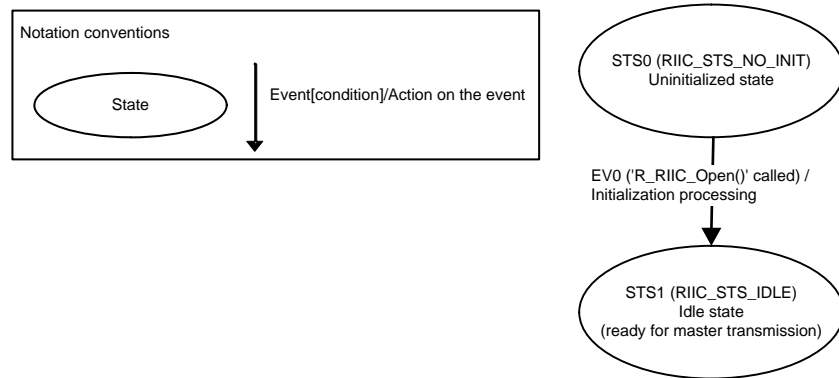 Notation conventions
State
Event[condition]/Action on the event
STS0 (RIIC_STS_NO_INIT)
Uninitialized state
EV0 ('R_RIIC_Open()' called) /
Initialization processing
STS1 (RIIC_STS_IDLE)
Idle state
(ready for master transmission)